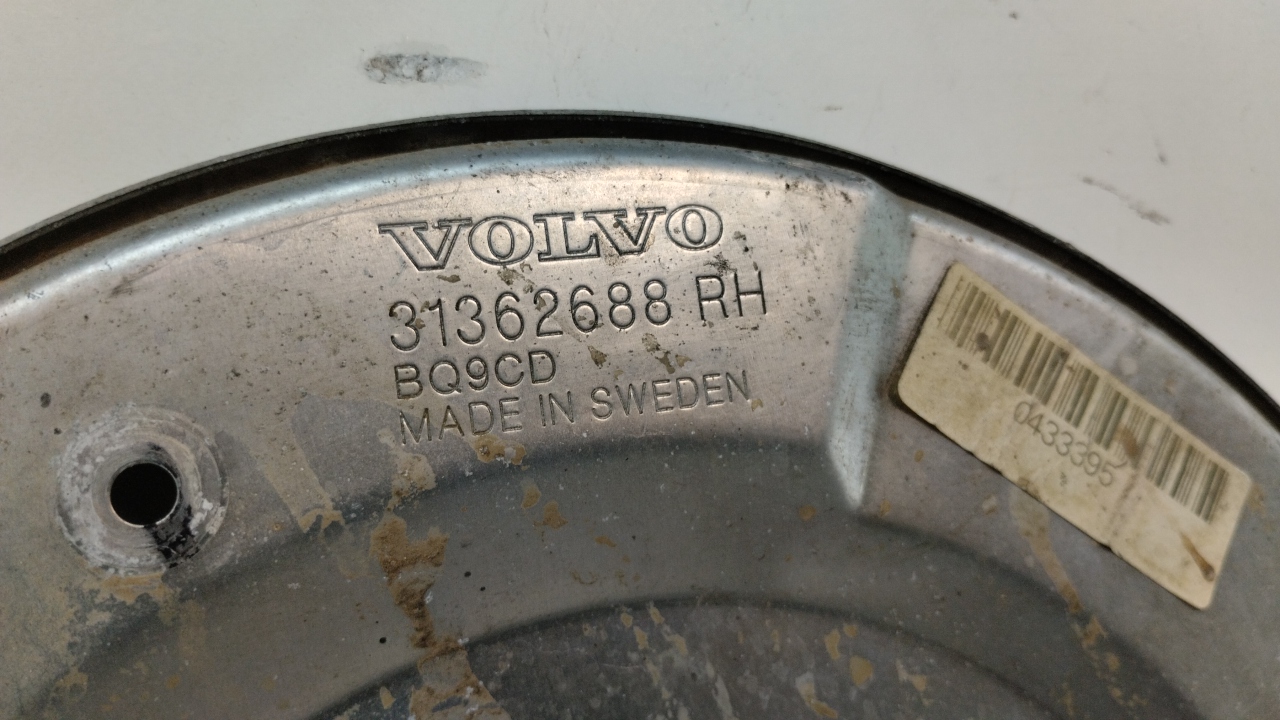 VOLVO
31362688 RH
BQ9CD
MADE IN SWEDEN
0433395